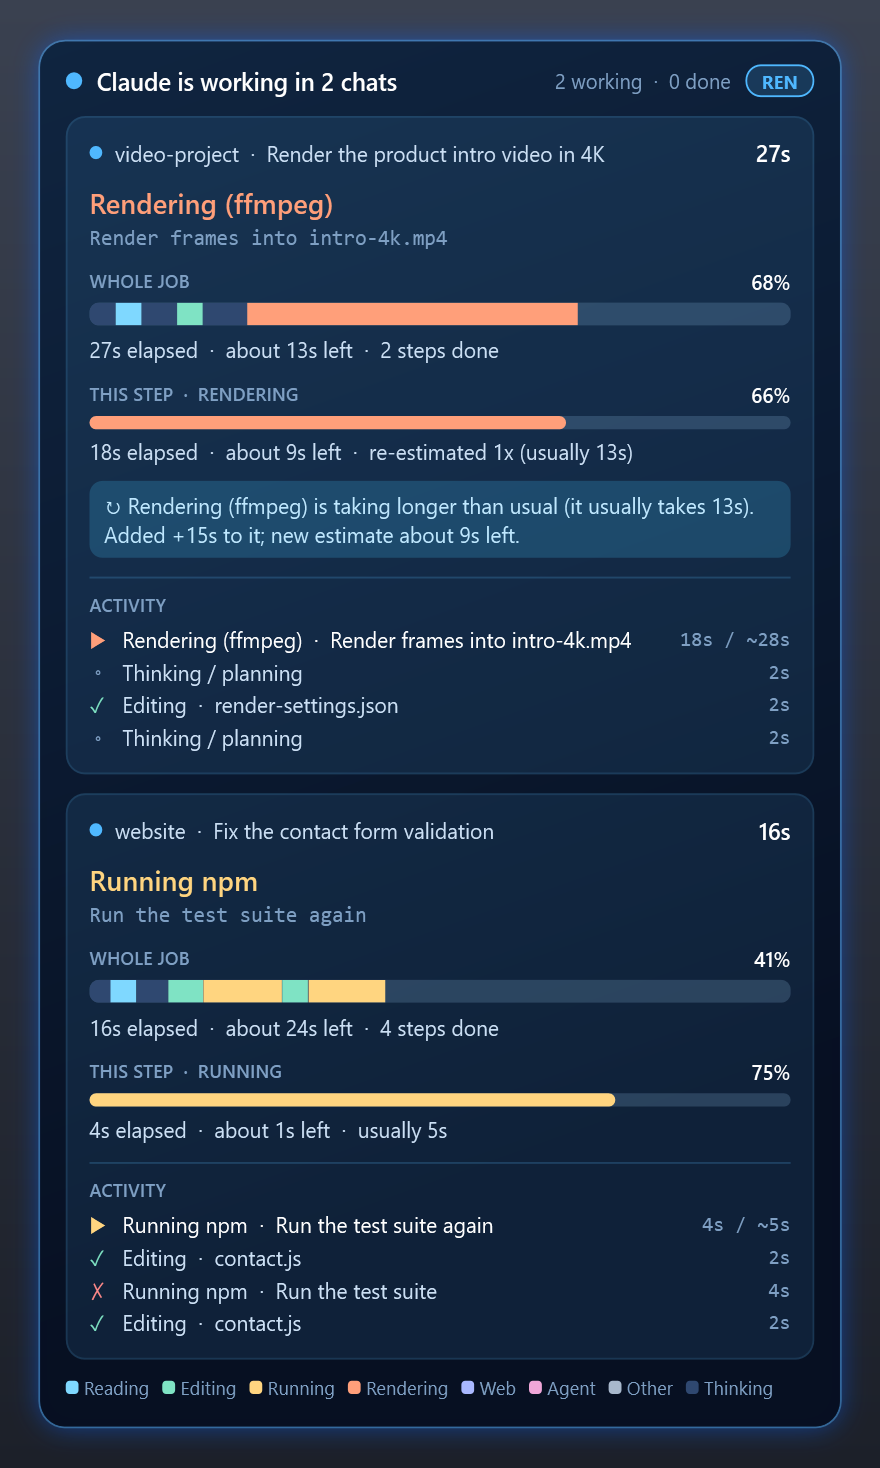 Claude is working in 2 chats 2 working · 0 done REN
video-project · Render the product intro video in 4K 27s
Rendering (ffmpeg)
Render frames into intro-4k.mp4
WHOLE JOB 68%
27s elapsed · about 13s left · 2 steps done
THIS STEP · RENDERING 66%
18s elapsed · about 9s left · re-estimated 1x (usually 13s)
↻ Rendering (ffmpeg) is taking longer than usual (it usually takes 13s).
Added +15s to it; new estimate about 9s left.
ACTIVITY
▶ Rendering (ffmpeg) · Render frames into intro-4k.mp4 18s / ~28s
◦ Thinking / planning 2s
✓ Editing · render-settings.json 2s
◦ Thinking / planning 2s
website · Fix the contact form validation 16s
Running npm
Run the test suite again
WHOLE JOB 41%
16s elapsed · about 24s left · 4 steps done
THIS STEP · RUNNING 75%
4s elapsed · about 1s left · usually 5s
ACTIVITY
▶ Running npm · Run the test suite again 4s / ~5s
✓ Editing · contact.js 2s
✗ Running npm · Run the test suite 4s
✓ Editing · contact.js 2s
Reading Editing Running Rendering Web Agent Other Thinking